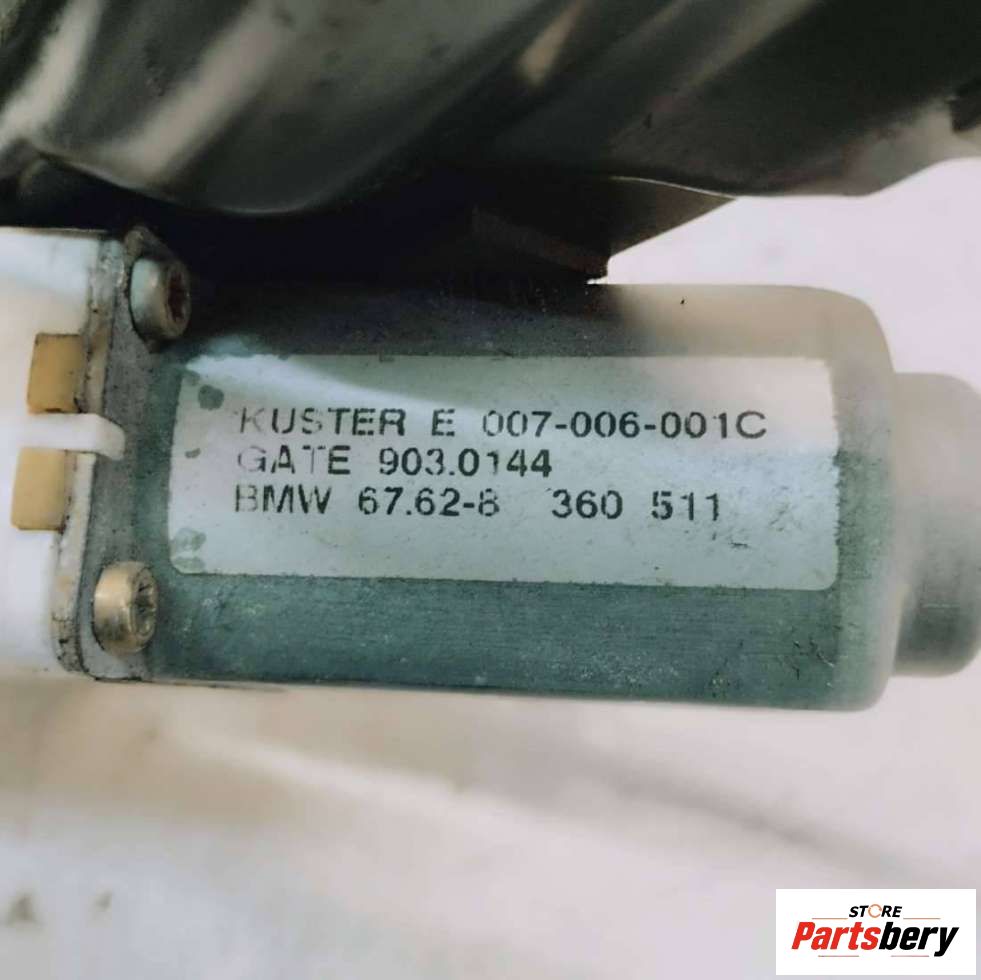 KUSTER E 007-006-001C
GATE 903.0144
BMW 67.62-8 360 511
STORE
Partsbery